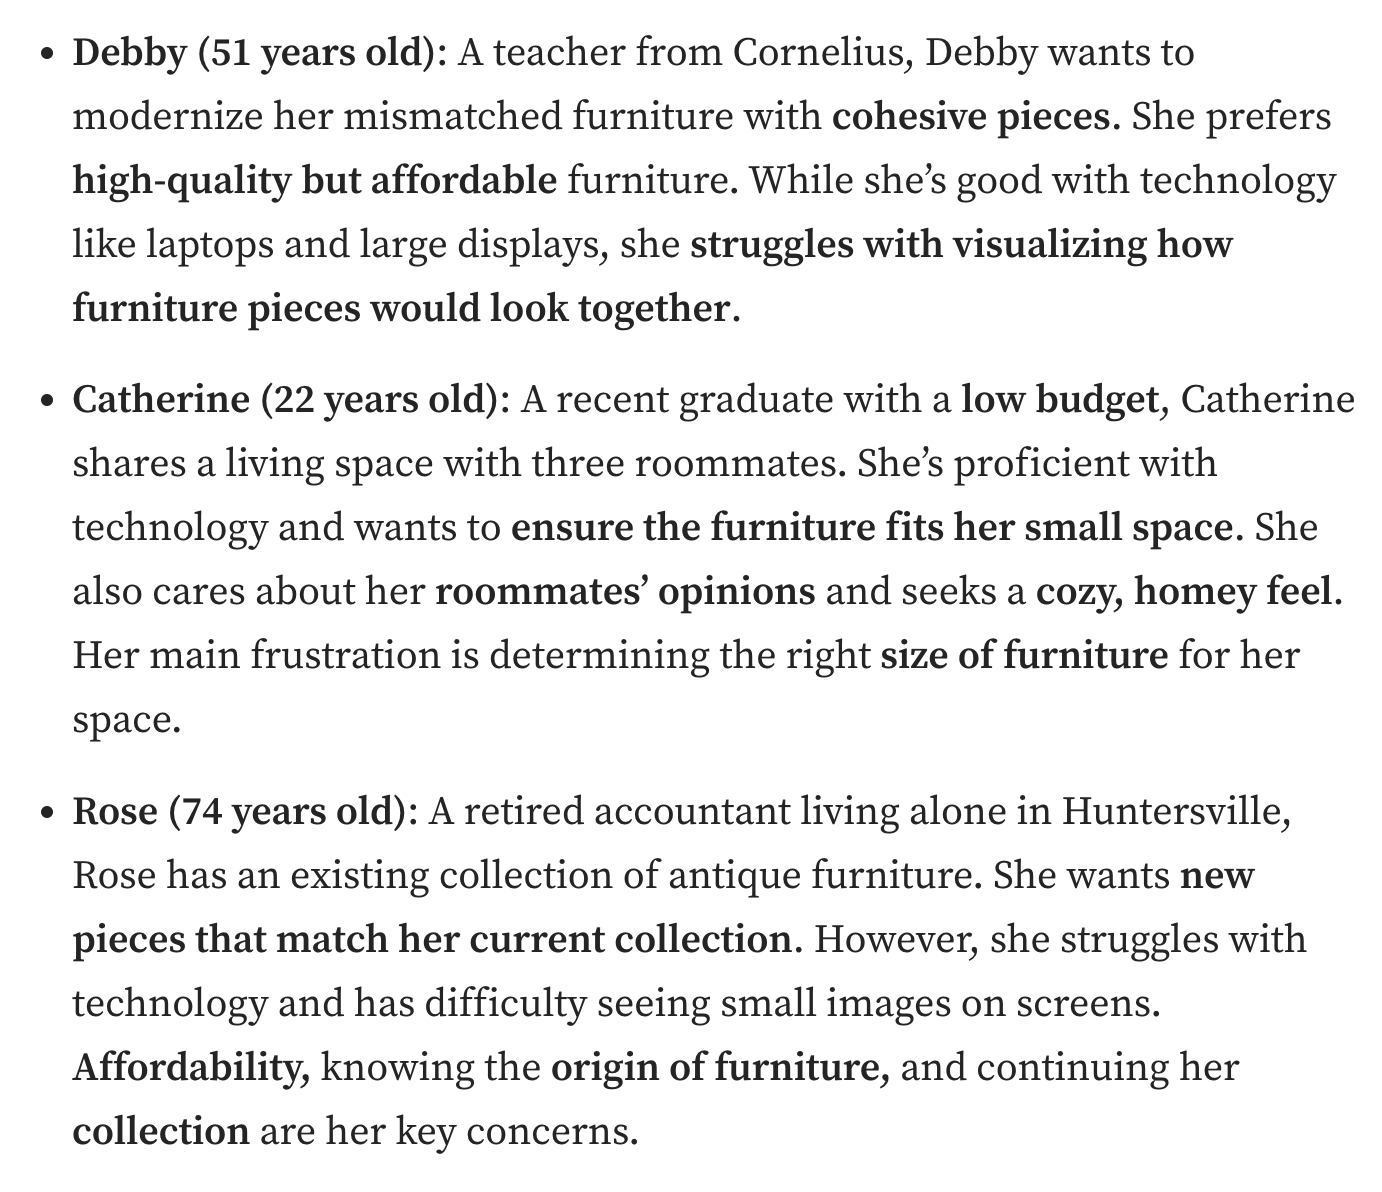 • Debby (51 years old): A teacher from Cornelius, Debby wants to
modernize her mismatched furniture with cohesive pieces. She prefers
high-quality but affordable furniture. While she’s good with technology
like laptops and large displays, she struggles with visualizing how
furniture pieces would look together.
• Catherine (22 years old): A recent graduate with a low budget, Catherine
shares a living space with three roommates. She’s proficient with
technology and wants to ensure the furniture fits her small space. She
also cares about her roommates’ opinions and seeks a cozy, homey feel.
Her main frustration is determining the right size of furniture for her
space.
• Rose (74 years old): A retired accountant living alone in Huntersville,
Rose has an existing collection of antique furniture. She wants new
pieces that match her current collection. However, she struggles with
technology and has difficulty seeing small images on screens.
Affordability, knowing the origin of furniture, and continuing her
collection are her key concerns.